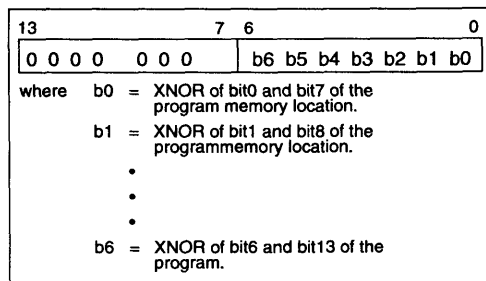 13 7 6 0
0 0 0 0 0 0 0 b6 b5 b4 b3 b2 b1 b0
where b0 = XNOR of bit0 and bit7 of the
program memory location.
b1 = XNOR of bit1 and bit8 of the
programmemory location.
•
•
•
b6 = XNOR of bit6 and bit13 of the
program.